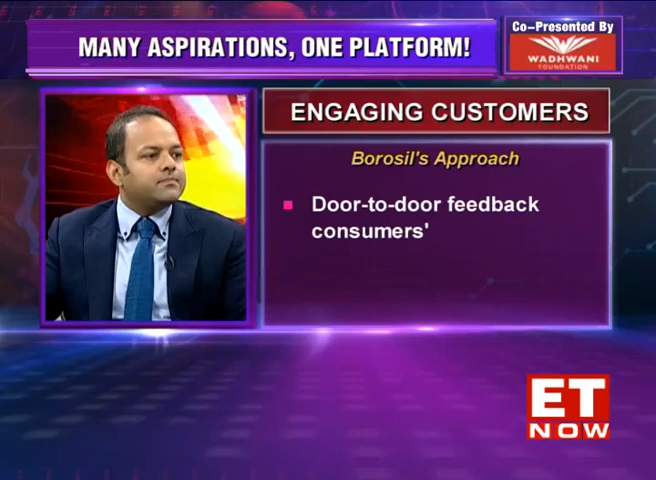 MANY ASPIRATIONS, ONE PLATFORM!
Co-Presented By
WADHWANI
FOUNDATION
ENGAGING CUSTOMERS
Borosil's Approach
Door-to-door feedback
consumers'
ET
NOW